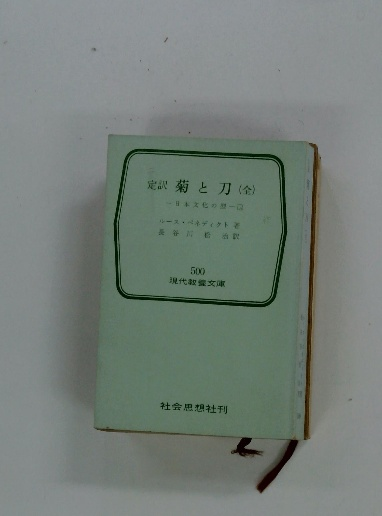 定訳 菊と刀(全)
―日本文化の型―
ルース・ベネディクト 著
長谷川松治 訳
500
現代教養文庫
社会思想社刊